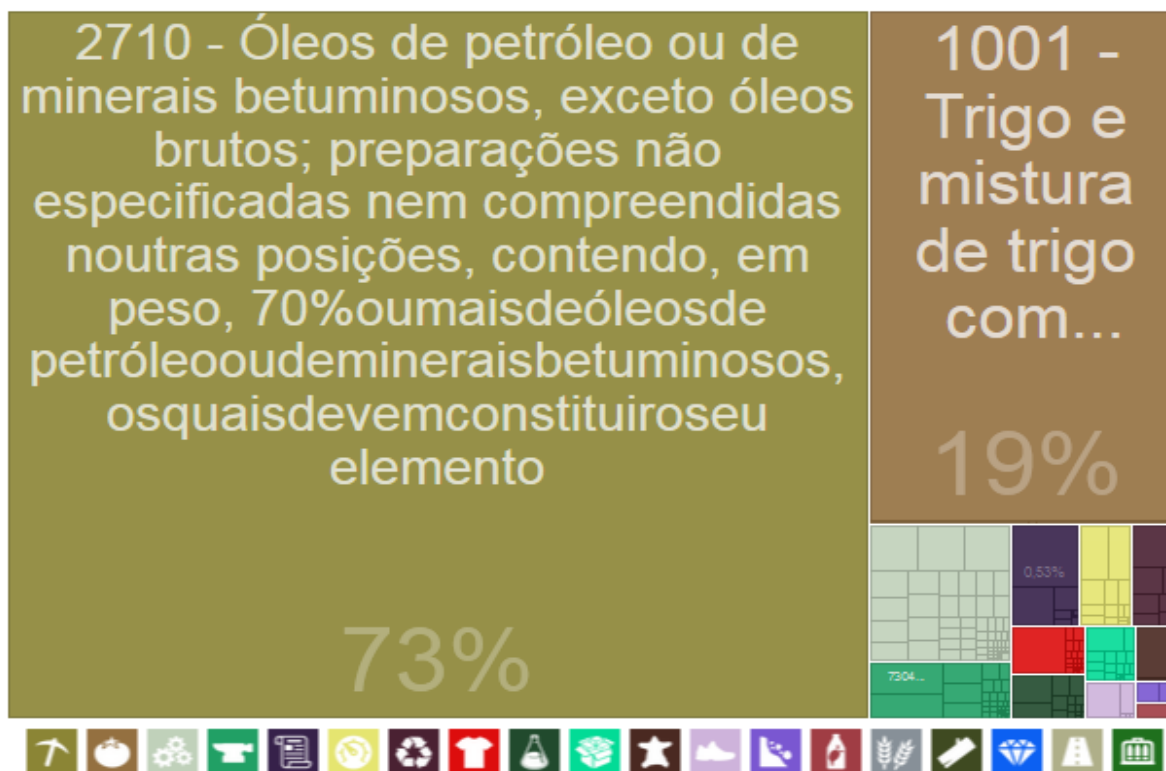 2710 - Óleos de petróleo ou de
minerais betuminosos, exceto óleos
brutos; preparações não
especificadas nem compreendidas
noutras posições, contendo, em
peso, 70%oumaisdeóleosde
petróleooudemineraisbetuminosos,
osquaisdevemconstituiroseu
elemento
73%
1001 -
Trigo e
mistura
de trigo
com...
19%
0,53%
7304...